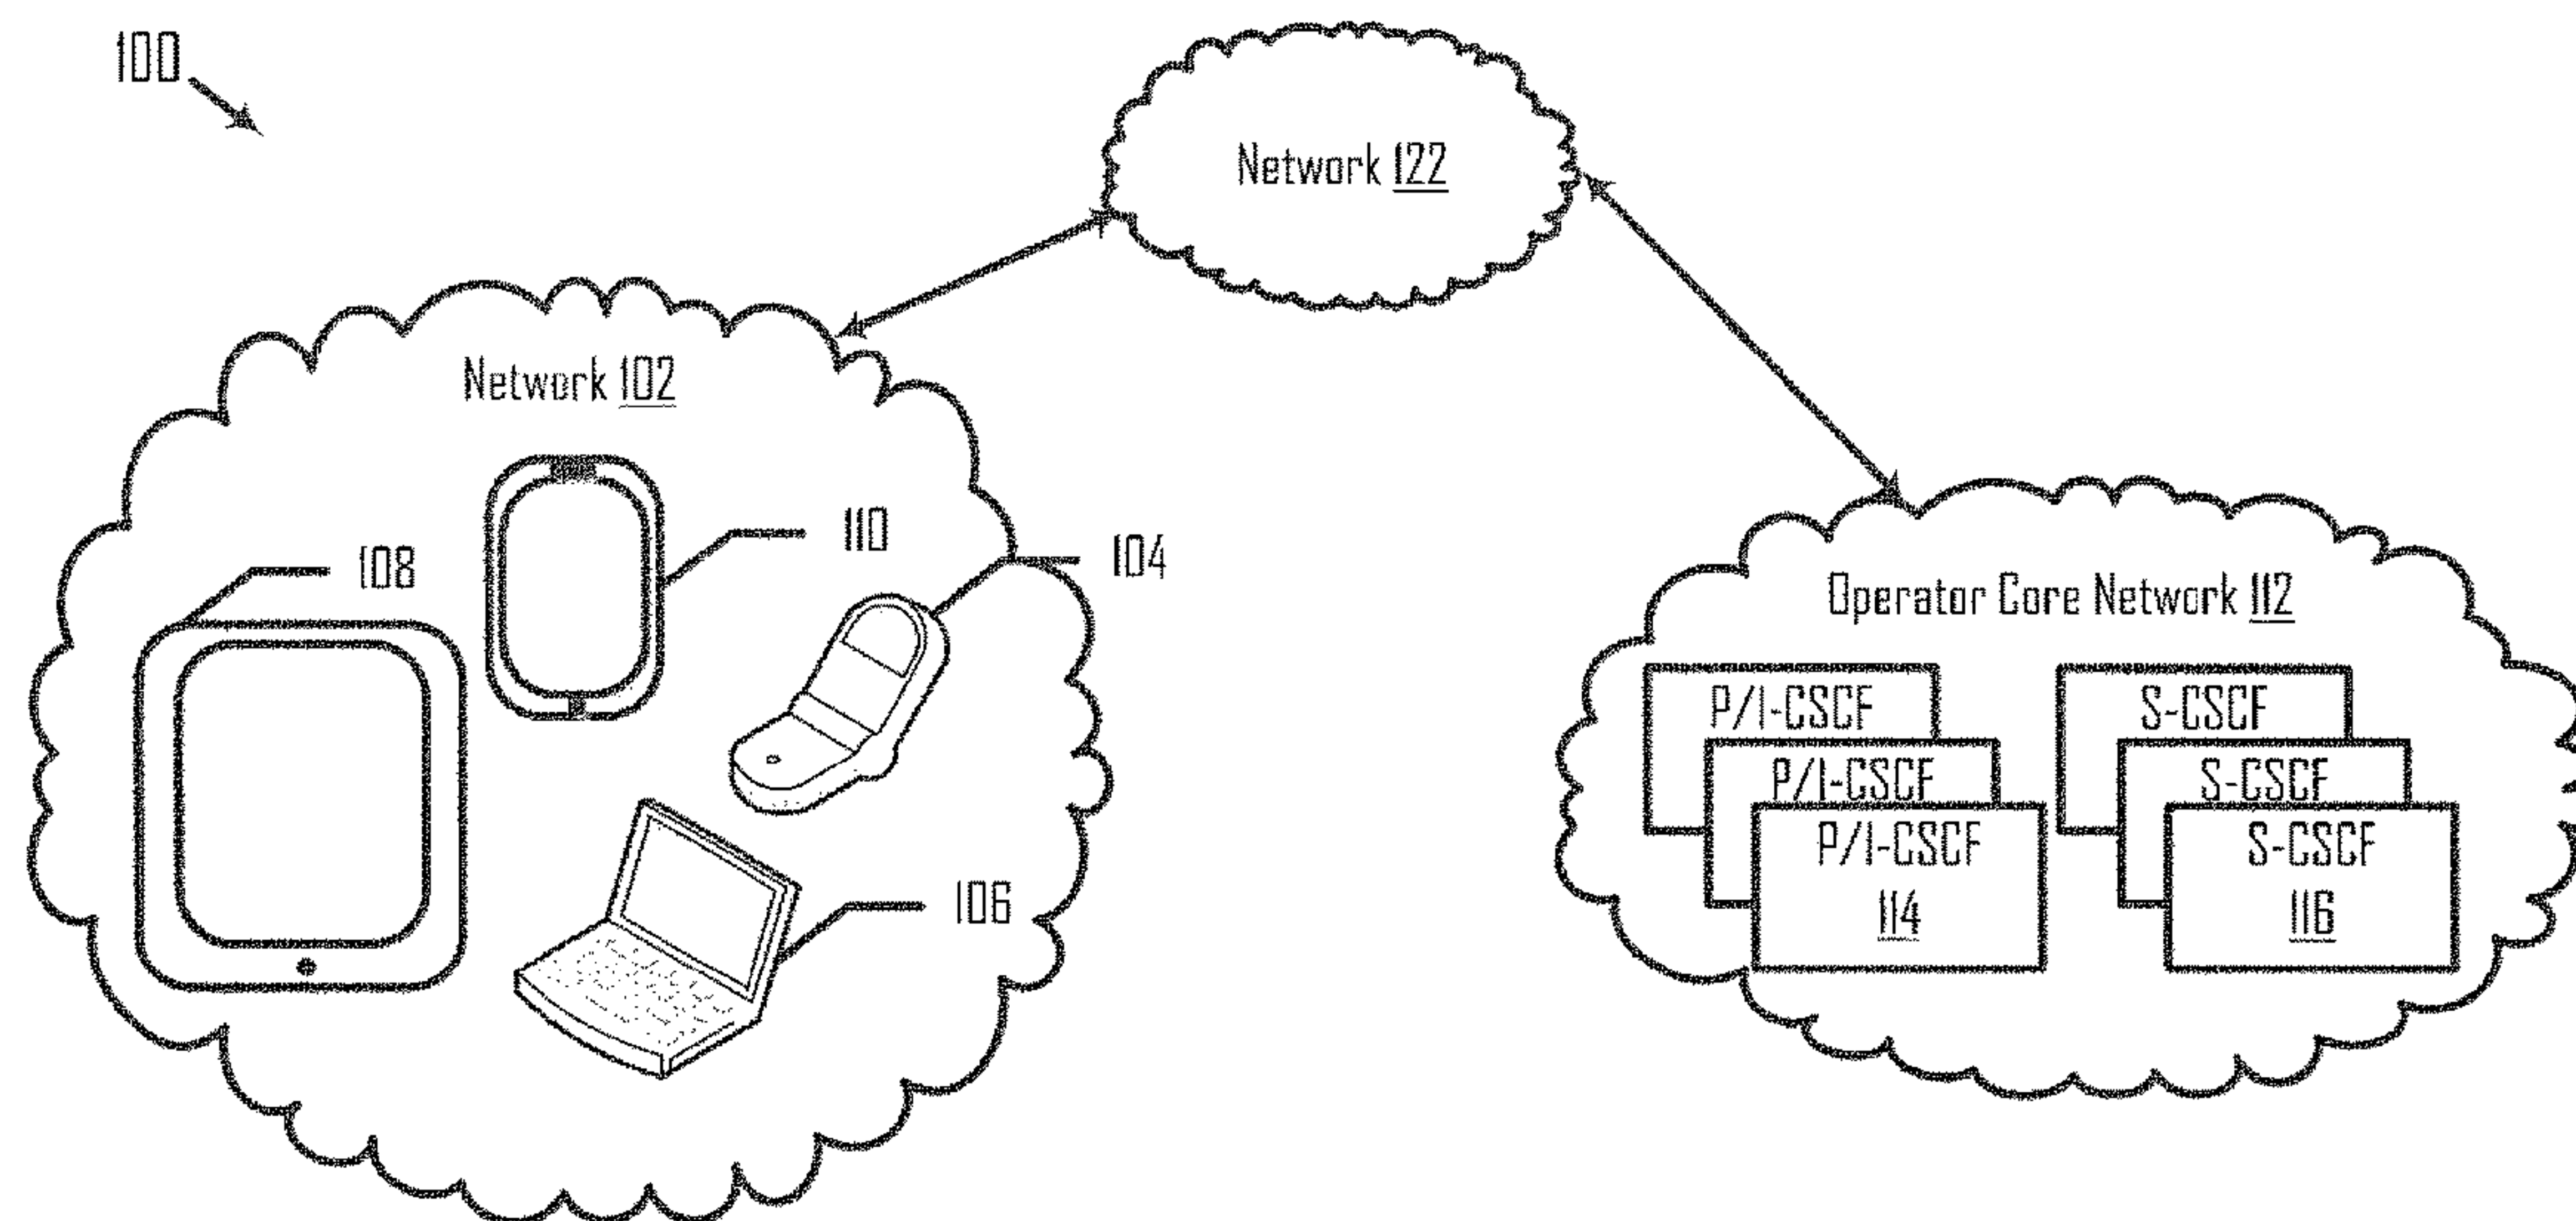 100
Network 122
Network 102
110
104
108
Operator Core Network 112
P/I-CSCF
S-CSCF
P/I-CSCF
S-CSCF
P/I-CSCF
114
S-CSCF
116
106